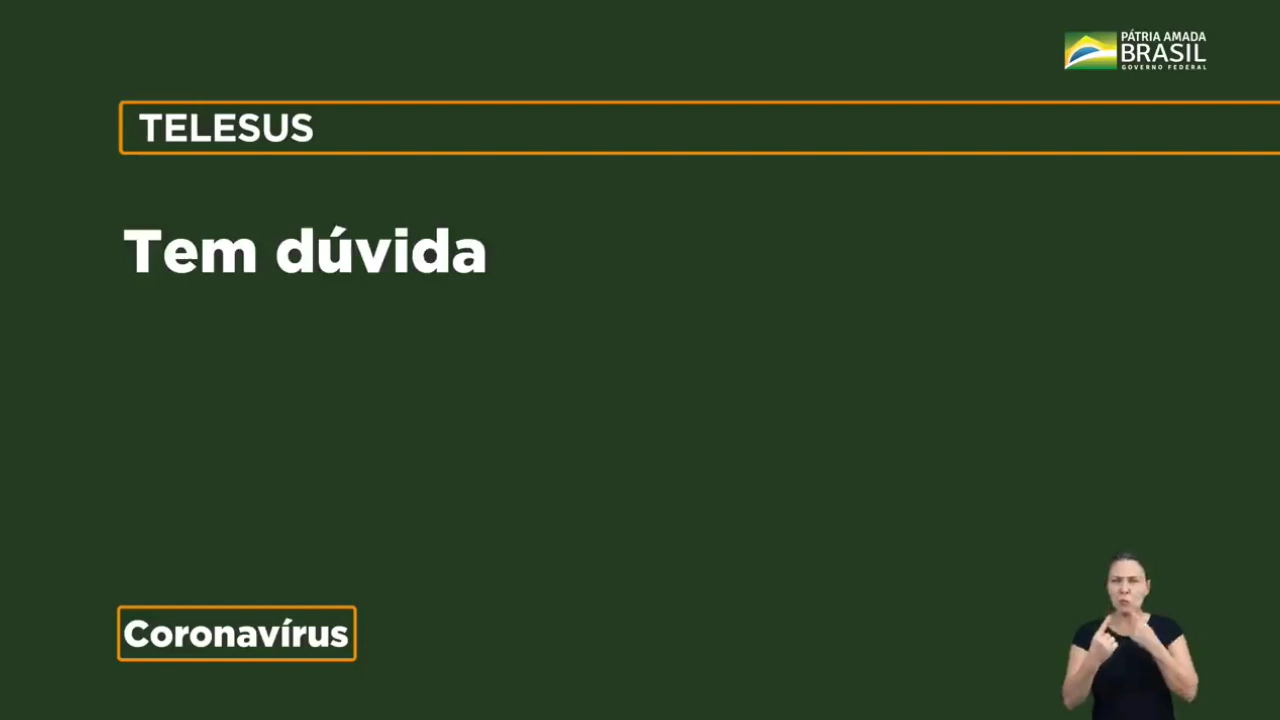 PÁTRIA AMADA
BRASIL
GOVERNO FEDERAL
TELESUS
Tem dúvida
Coronavírus